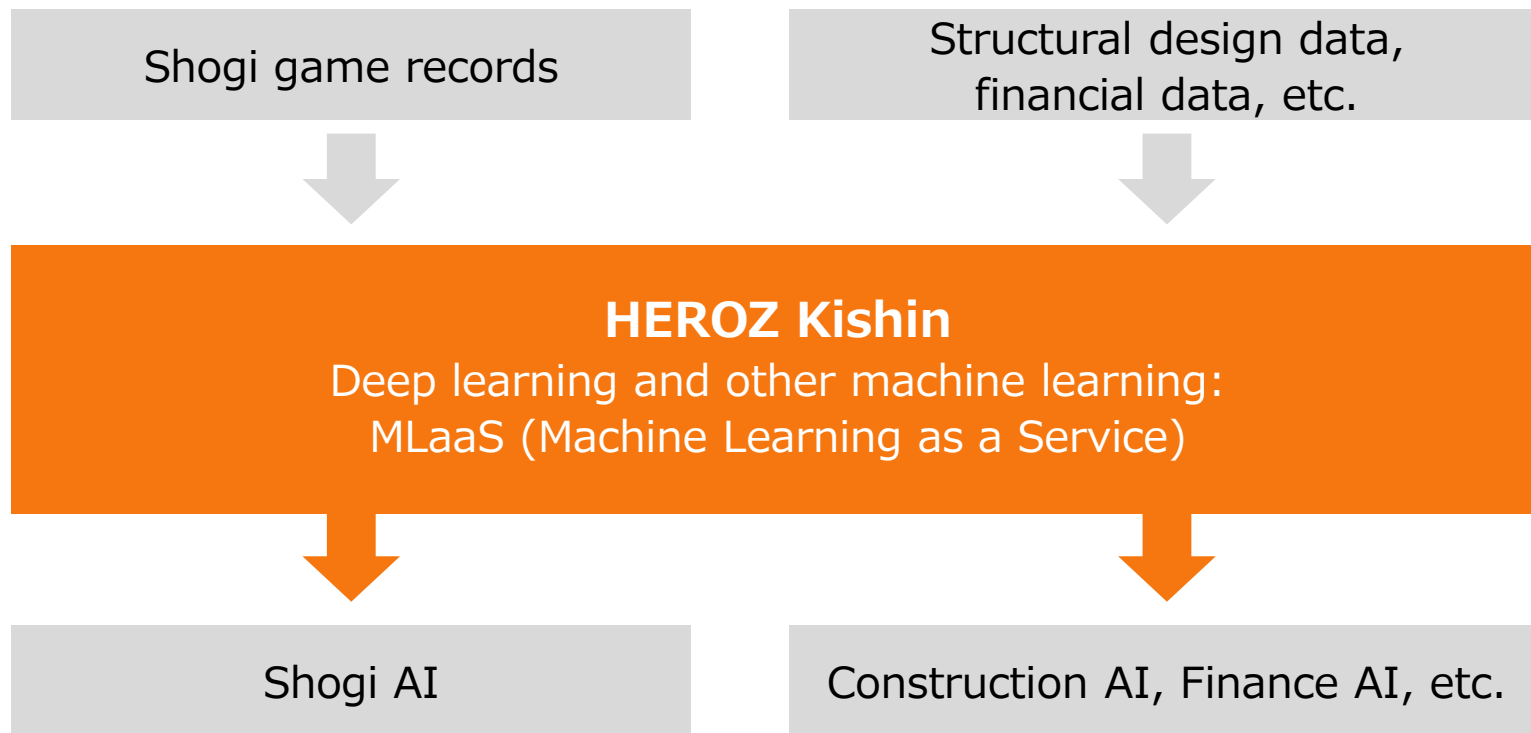 Shogi game records
Structural design data,
financial data, etc.
HEROZ Kishin
Deep learning and other machine learning:
MLaaS (Machine Learning as a Service)
Shogi AI
Construction AI, Finance AI, etc.